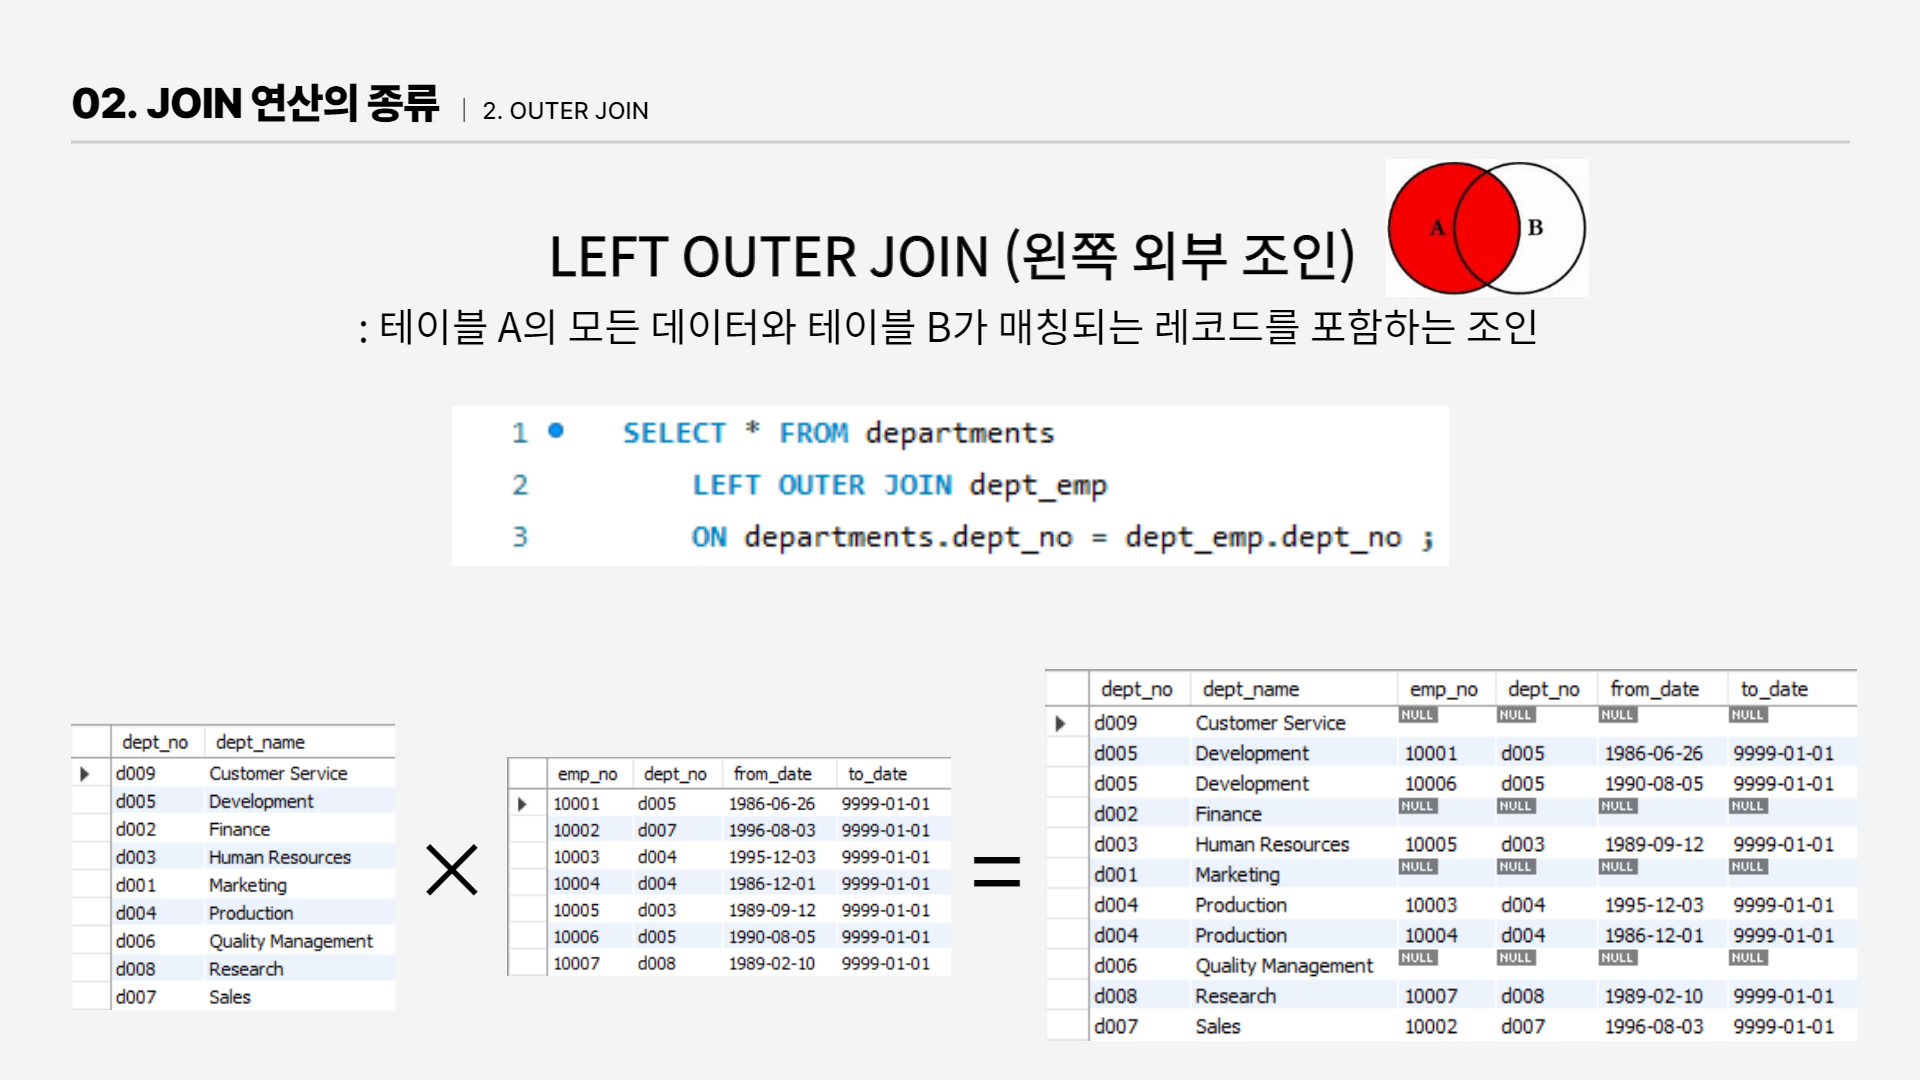 02. JOIN 연산의 종류 | 2. OUTER JOIN
A B
LEFT OUTER JOIN (왼쪽 외부 조인)
: 테이블 A의 모든 데이터와 테이블 B가 매칭되는 레코드를 포함하는 조인
1 SELECT * FROM departments
2 LEFT OUTER JOIN dept_emp
3 ON departments.dept_no = dept_emp.dept_no ;
dept_no dept_name
d009 Customer Service
d005 Development
d002 Finance
d003 Human Resources
d001 Marketing
d004 Production
d006 Quality Management
d008 Research
d007 Sales
×
emp_no dept_no from_date to_date
10001 d005 1986-06-26 9999-01-01
10002 d007 1996-08-03 9999-01-01
10003 d004 1995-12-03 9999-01-01
10004 d004 1986-12-01 9999-01-01
10005 d003 1989-09-12 9999-01-01
10006 d005 1990-08-05 9999-01-01
10007 d008 1989-02-10 9999-01-01
=
dept_no dept_name emp_no dept_no from_date to_date
d009 Customer Service NULL NULL NULL NULL
d005 Development 10001 d005 1986-06-26 9999-01-01
d005 Development 10006 d005 1990-08-05 9999-01-01
d002 Finance NULL NULL NULL NULL
d003 Human Resources 10005 d003 1989-09-12 9999-01-01
d001 Marketing NULL NULL NULL NULL
d004 Production 10003 d004 1995-12-03 9999-01-01
d004 Production 10004 d004 1986-12-01 9999-01-01
d006 Quality Management NULL NULL NULL NULL
d008 Research 10007 d008 1989-02-10 9999-01-01
d007 Sales 10002 d007 1996-08-03 9999-01-01